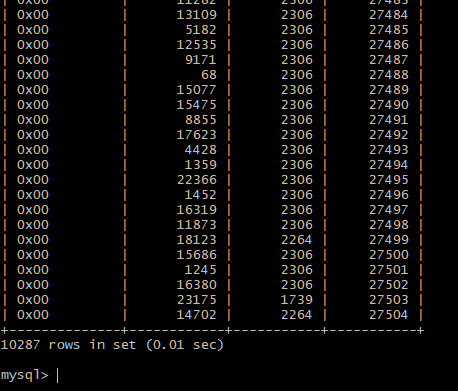 | 0x00 | 13109 | 2306 | 27484 |
| 0x00 | 5182 | 2306 | 27485 |
| 0x00 | 12535 | 2306 | 27486 |
| 0x00 | 9171 | 2306 | 27487 |
| 0x00 | 68 | 2306 | 27488 |
| 0x00 | 15077 | 2306 | 27489 |
| 0x00 | 15475 | 2306 | 27490 |
| 0x00 | 8855 | 2306 | 27491 |
| 0x00 | 17623 | 2306 | 27492 |
| 0x00 | 4428 | 2306 | 27493 |
| 0x00 | 1359 | 2306 | 27494 |
| 0x00 | 22366 | 2306 | 27495 |
| 0x00 | 1452 | 2306 | 27496 |
| 0x00 | 16319 | 2306 | 27497 |
| 0x00 | 11873 | 2306 | 27498 |
| 0x00 | 18123 | 2264 | 27499 |
| 0x00 | 15686 | 2306 | 27500 |
| 0x00 | 1245 | 2306 | 27501 |
| 0x00 | 16380 | 2306 | 27502 |
| 0x00 | 23175 | 1739 | 27503 |
| 0x00 | 14702 | 2264 | 27504 |
+--------------+------------+-----------+-----------+
10287 rows in set (0.01 sec)
mysql>